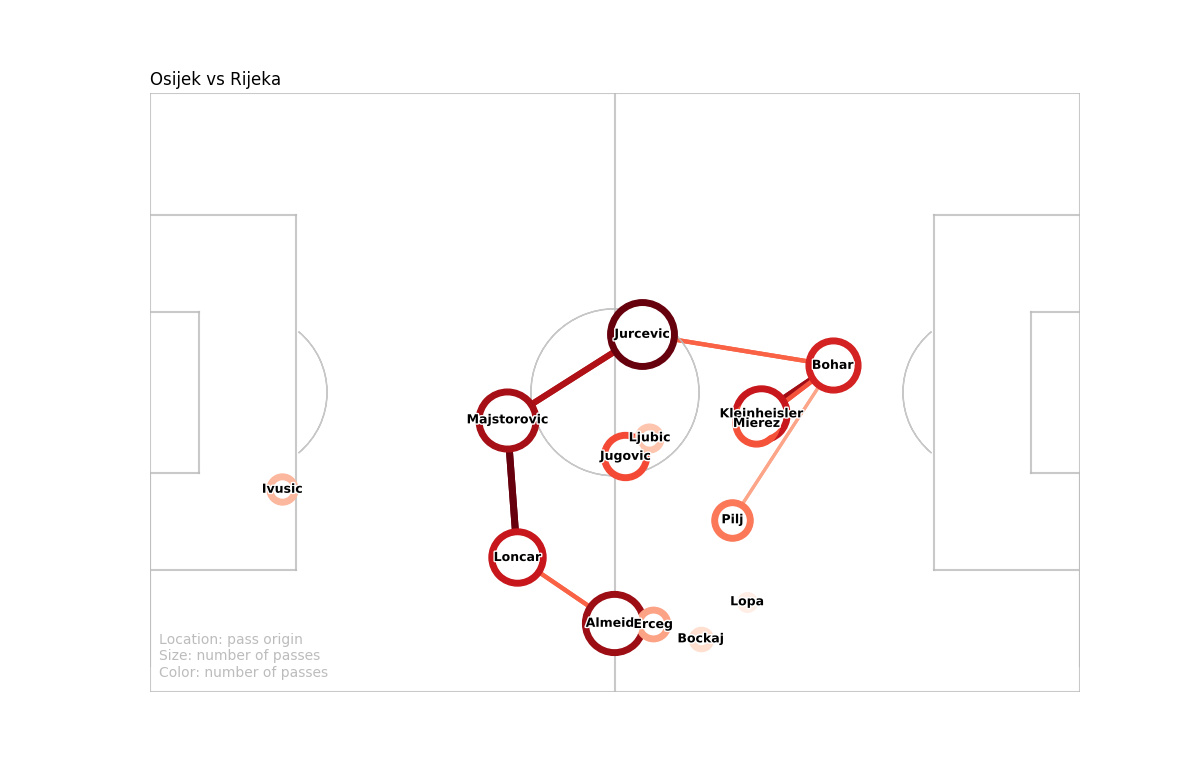 Osijek vs Rijeka
Jurcevic
Bohar
Kleinheisler
Majstorovic
Mierez
Ljubic
Jugovic
Ivusic
Pilj
Loncar
Lopa
Almeid
Erceg
Bockaj
Location: pass origin
Size: number of passes
Color: number of passes